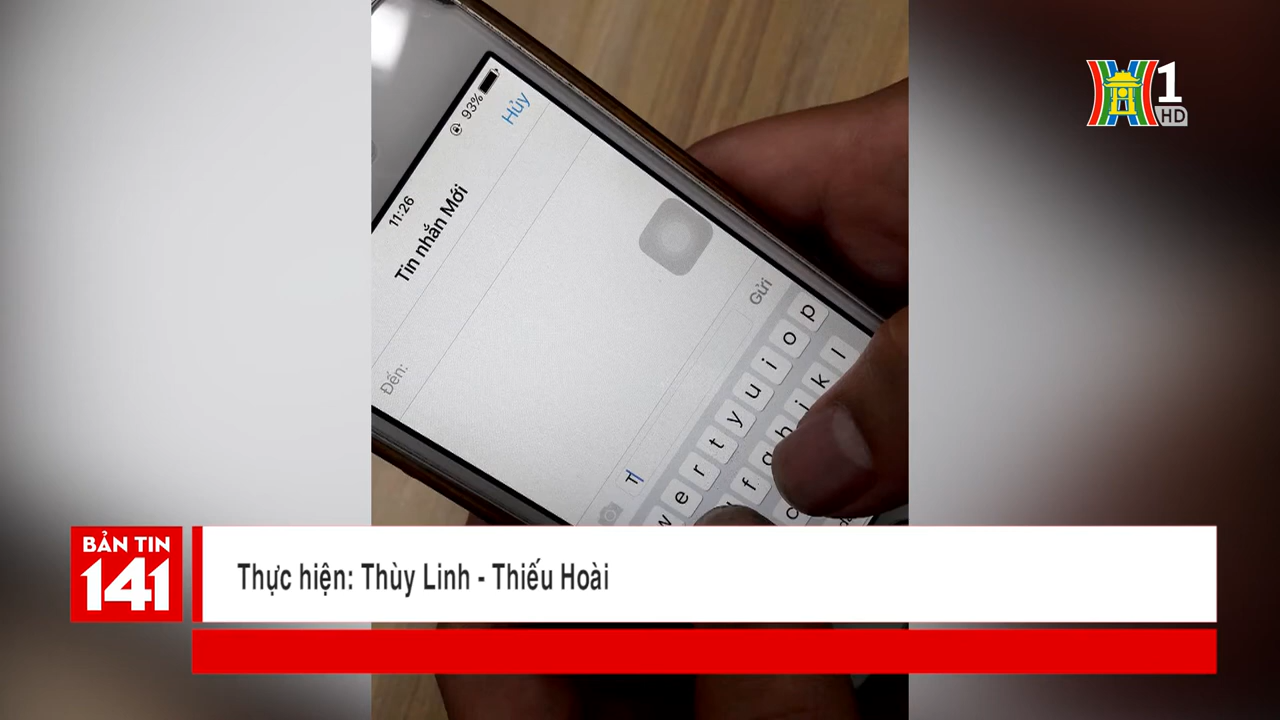 1
HD
93%
Hủy
11:26
Tin nhắn Mới
Đến:
Gửi
w e r t y u i o p
f g h j k l
c
BẢN TIN
141
Thực hiện: Thùy Linh - Thiếu Hoài